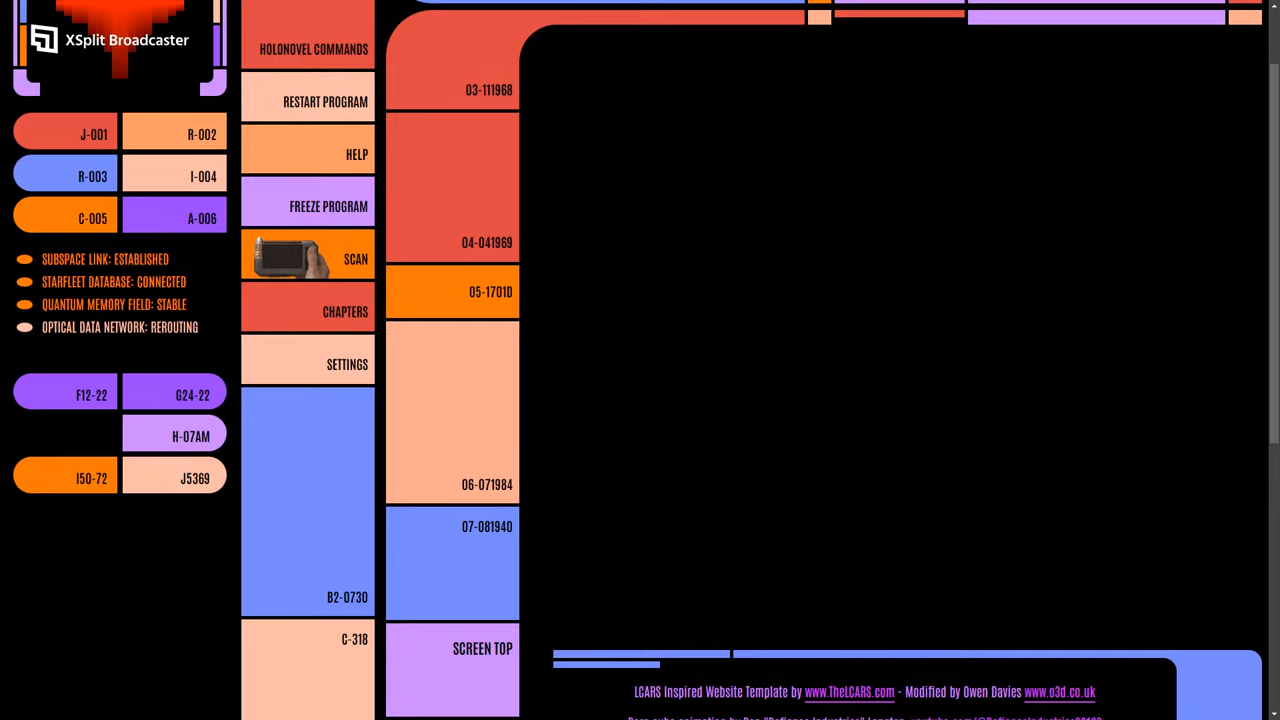 XSplit Broadcaster
J-001
R-002
R-003
I-004
C-005
A-006
SUBSPACE LINK: ESTABLISHED
STARFLEET DATABASE: CONNECTED
QUANTUM MEMORY FIELD: STABLE
OPTICAL DATA NETWORK: REROUTING
F12-22
G24-22
H-07AM
I50-72
J5369
HOLONOVEL COMMANDS
RESTART PROGRAM
HELP
FREEZE PROGRAM
SCAN
CHAPTERS
SETTINGS
B2-0730
C-318
03-111968
04-041969
05-1701D
06-071984
07-081940
SCREEN TOP
LCARS Inspired Website Template by www.TheLCARS.com - Modified by Owen Davies www.o3d.co.uk